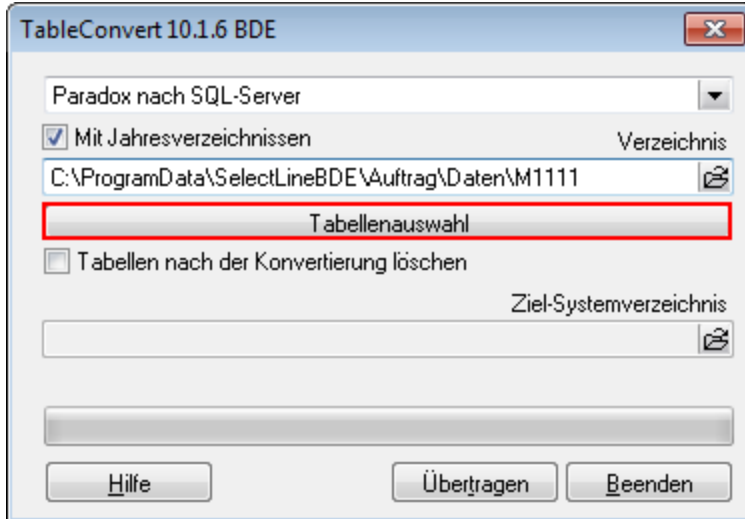 TableConvert 10.1.6 BDE
Paradox nach SQL-Server
Mit Jahresverzeichnissen
Verzeichnis
C:\ProgramData\SelectLineBDE\Auftrag\Daten\M1111
Tabellenauswahl
Tabellen nach der Konvertierung löschen
Ziel-Systemverzeichnis
Hilfe
Übertragen
Beenden